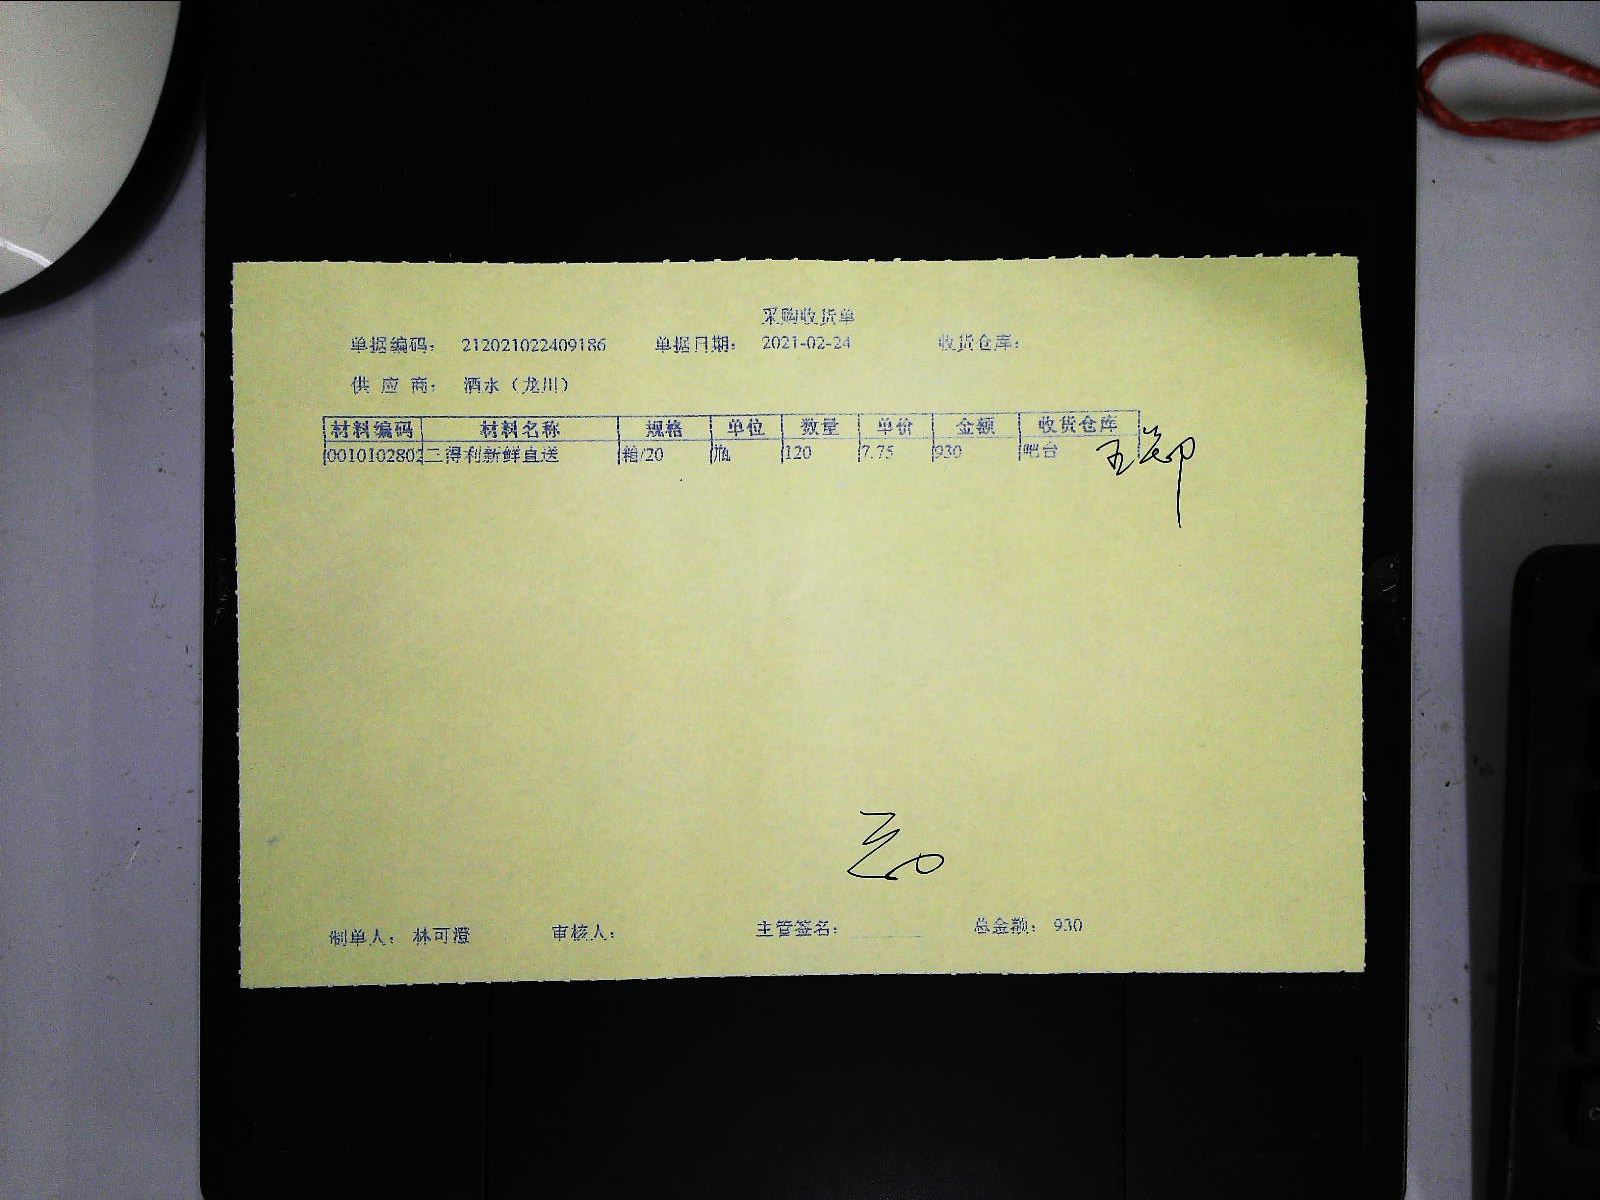 采购收货单
单据编码： 212021022409186 单据日期： 2021-02-24 收货仓库：
供 应 商： 酒水（龙川）
材料编码 材料名称 规格 单位 数量 单价 金额 收货仓库
0010102802 三得利新鲜直送 箱/20 瓶 120 7.75 930 吧台
制单人： 林可澄 审核人： 主管签名： 总金额： 930